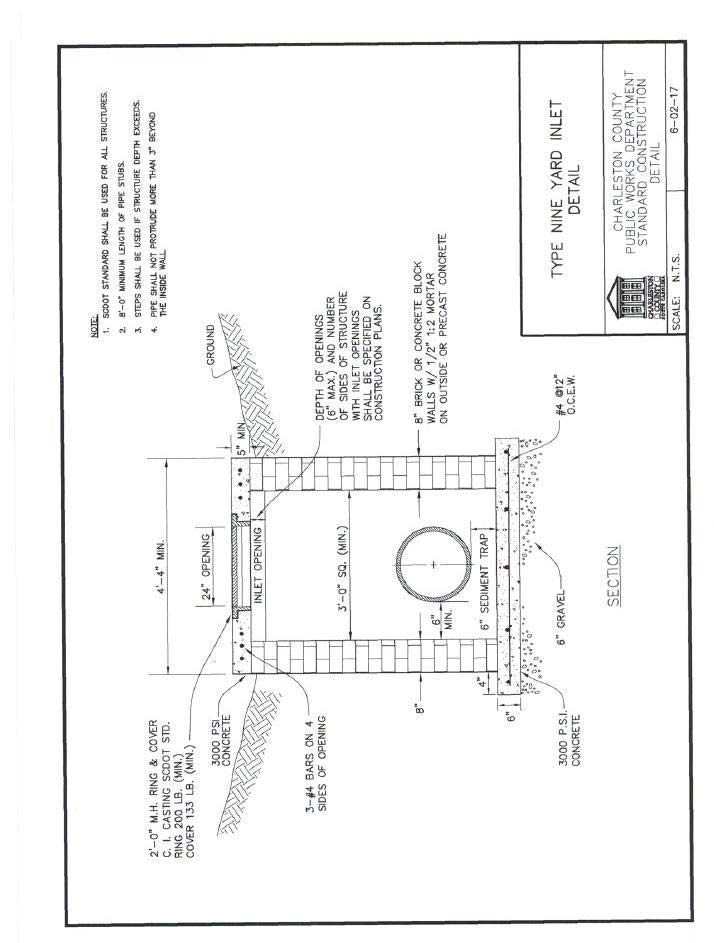 NOTE:
1. SCDOT STANDARD SHALL BE USED FOR ALL STRUCTURES.
2. 8'-0" MINIMUM LENGTH OF PIPE STUBS.
3. STEPS SHALL BE USED IF STRUCTURE DEPTH EXCEEDS.
4. PIPE SHALL NOT PROTRUDE MORE THAN 3" BEYOND
THE INSIDE WALL
2'-0" M.H. RING & COVER
C. I. CASTING SCDOT STD.
RING 200 LB. (MIN.)
COVER 133 LB. (MIN.)
4'-4" MIN.
24" OPENING
GROUND
5" MIN
3000 PSI
CONCRETE
INLET OPENING
DEPTH OF OPENINGS
(6" MAX.) AND NUMBER
OF SIDES OF STRUCTURE
WITH INLET OPENINGS
SHALL BE SPECIFIED ON
CONSTRUCTION PLANS.
3-#4 BARS ON 4
SIDES OF OPENING
3'-0" SQ. (MIN.)
8" BRICK OR CONCRETE BLOCK
WALLS W/ 1/2" 1:2 MORTAR
ON OUTSIDE OR PRECAST CONCRETE
8"
6"
MIN.
6" SEDIMENT TRAP
4"
6"
3000 P.S.I.
CONCRETE
6" GRAVEL
#4 @12"
O.C.E.W.
SECTION
TYPE NINE YARD INLET
DETAIL
CHARLESTON
COUNTY
SOUTH CAROLINA
CHARLESTON COUNTY
PUBLIC WORKS DEPARTMENT
STANDARD CONSTRUCTION
DETAIL
SCALE: N.T.S.
6-02-17